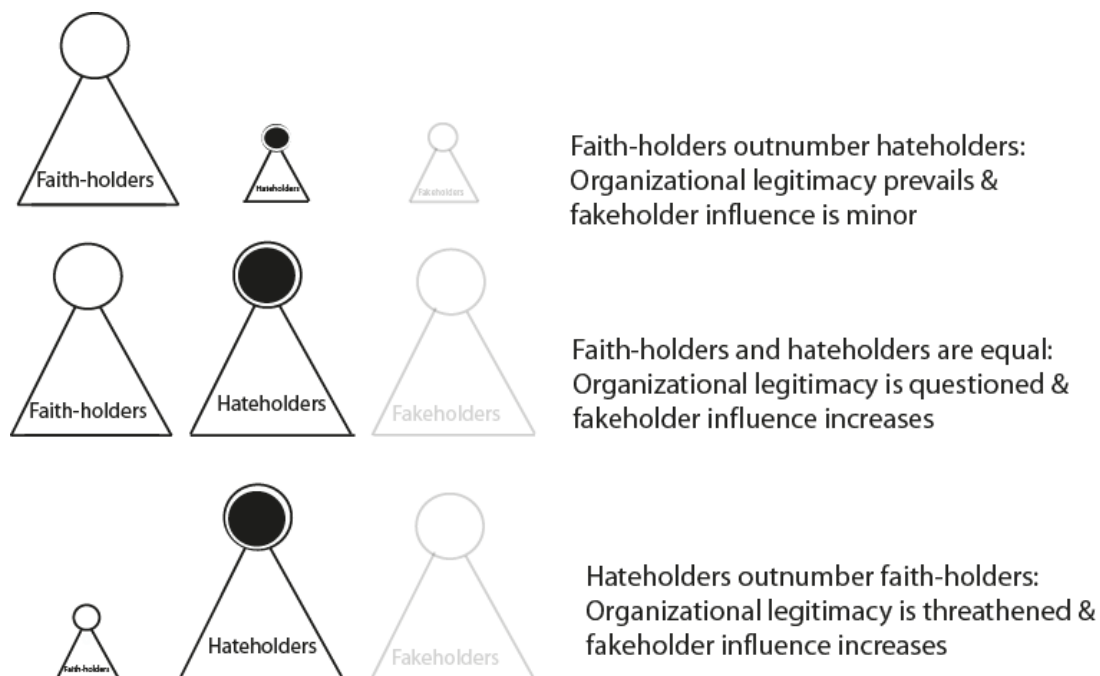 Faith-holders
Hateholders
Fakeholders
Faith-holders outnumber hateholders:
Organizational legitimacy prevails &
fakeholder influence is minor
Faith-holders
Hateholders
Fakeholders
Faith-holders and hateholders are equal:
Organizational legitimacy is questioned &
fakeholder influence increases
Faith-holders
Hateholders
Fakeholders
Hateholders outnumber faith-holders:
Organizational legitimacy is threathened &
fakeholder influence increases